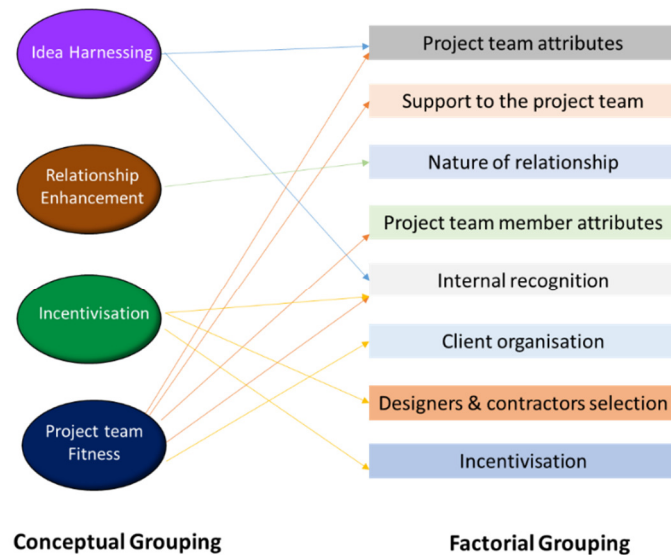 Idea Harnessing
Relationship
Enhancement
Incentivisation
Project team
Fitness
Conceptual Grouping
Project team attributes
Support to the project team
Nature of relationship
Project team member attributes
Internal recognition
Client organisation
Designers & contractors selection
Incentivisation
Factorial Grouping